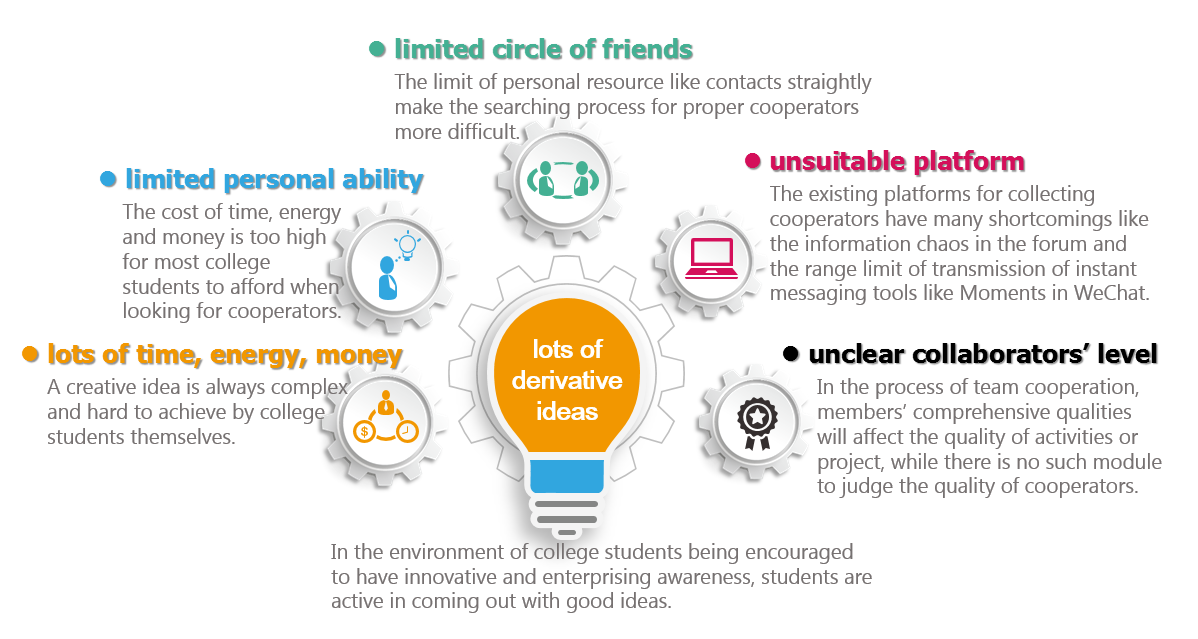 limited circle of friends
The limit of personal resource like contacts straightly
make the searching process for proper cooperators
more difficult.
limited personal ability
The cost of time, energy
and money is too high
for most college
students to afford when
looking for cooperators.
unsuitable platform
The existing platforms for collecting
cooperators have many shortcomings like
the information chaos in the forum and
the range limit of transmission of instant
messaging tools like Moments in WeChat.
lots of time, energy, money
A creative idea is always complex
and hard to achieve by college
students themselves.
$
lots of
derivative
ideas
unclear collaborators’ level
In the process of team cooperation,
members’ comprehensive qualities
will affect the quality of activities or
project, while there is no such module
to judge the quality of cooperators.
In the environment of college students being encouraged
to have innovative and enterprising awareness, students are
active in coming out with good ideas.